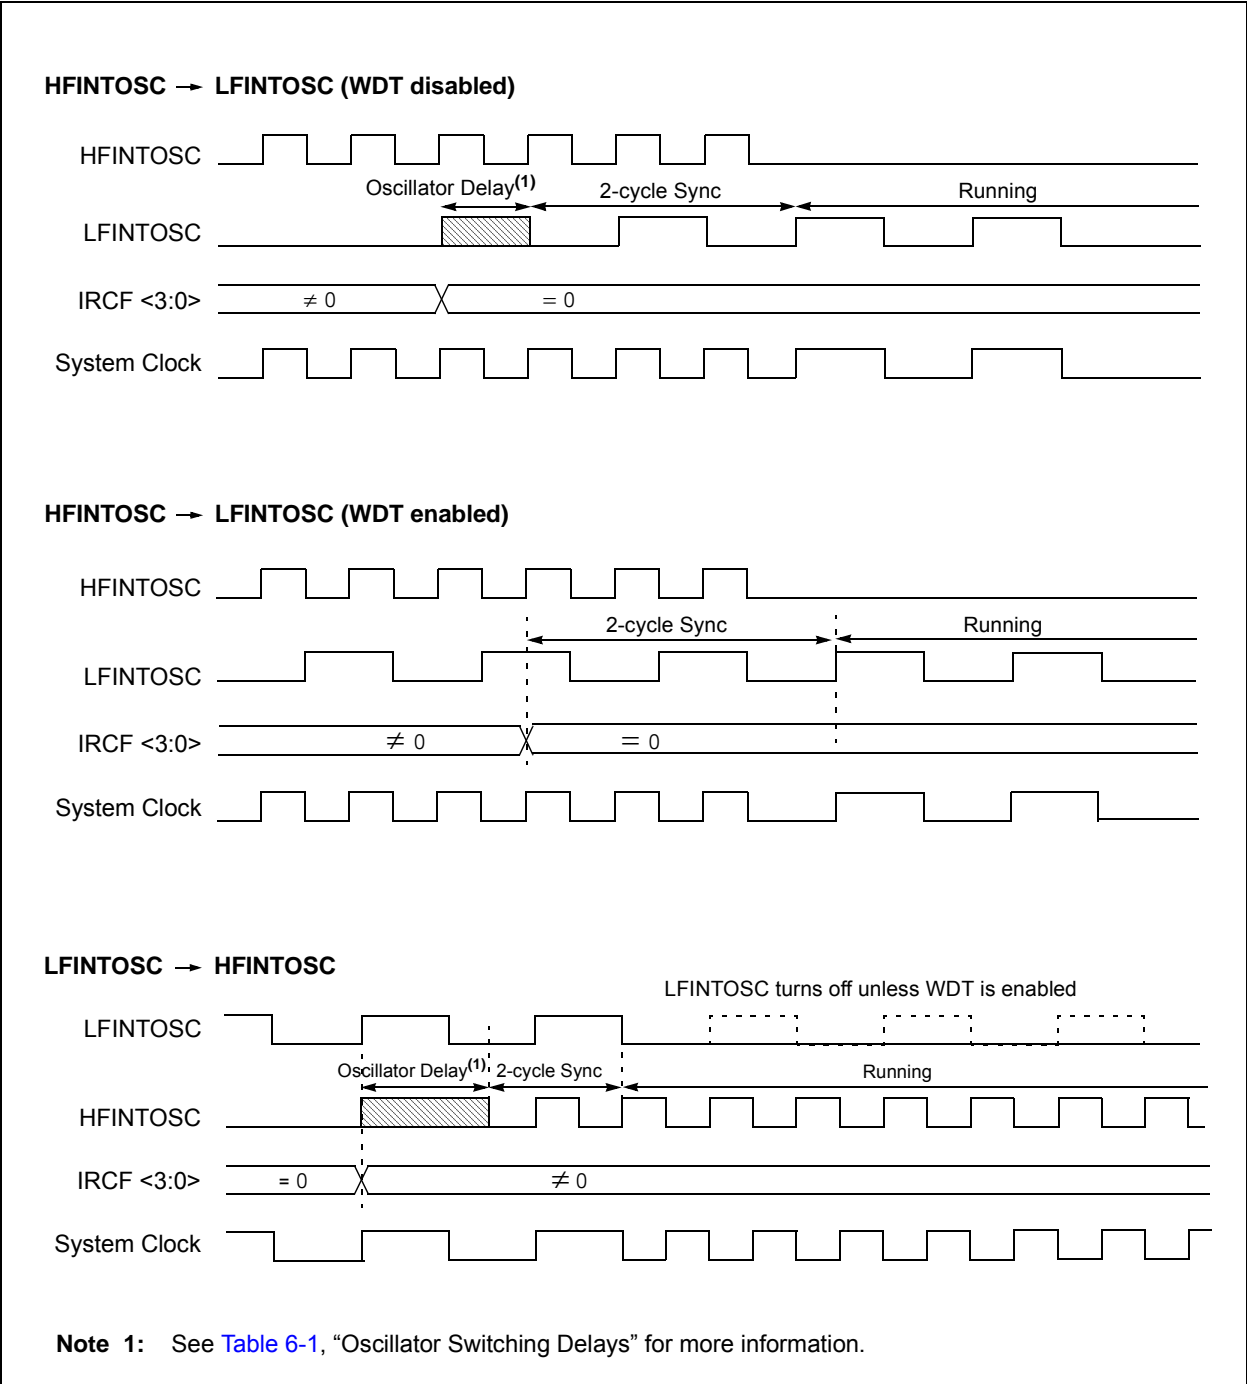 HFINTOSC → LFINTOSC (WDT disabled)
HFINTOSC
Oscillator Delay(1) 2-cycle Sync Running
LFINTOSC
IRCF <3:0> ≠ 0 = 0
System Clock
HFINTOSC → LFINTOSC (WDT enabled)
HFINTOSC
2-cycle Sync Running
LFINTOSC
IRCF <3:0> ≠ 0 = 0
System Clock
LFINTOSC → HFINTOSC
LFINTOSC turns off unless WDT is enabled
LFINTOSC
Oscillator Delay(1) 2-cycle Sync Running
HFINTOSC
IRCF <3:0> = 0 ≠ 0
System Clock
Note 1: See Table 6-1, “Oscillator Switching Delays” for more information.